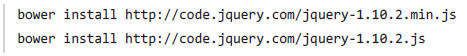 bower install http://code.jquery.com/jquery-1.10.2.min.js
bower install http://code.jquery.com/jquery-1.10.2.js